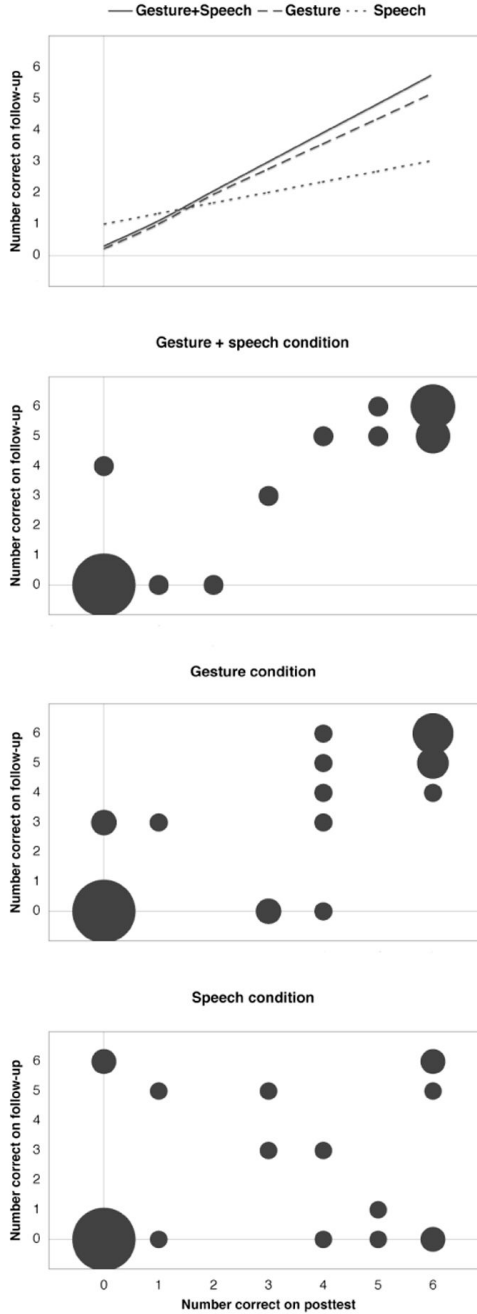 Gesture+Speech Gesture Speech
Number correct on follow-up
6
5
4
3
2
1
0
Gesture + speech condition
Number correct on follow-up
6
5
4
3
2
1
0
Gesture condition
Number correct on follow-up
6
5
4
3
2
1
0
Speech condition
Number correct on follow-up
6
5
4
3
2
1
0
0 1 2 3 4 5 6
Number correct on posttest